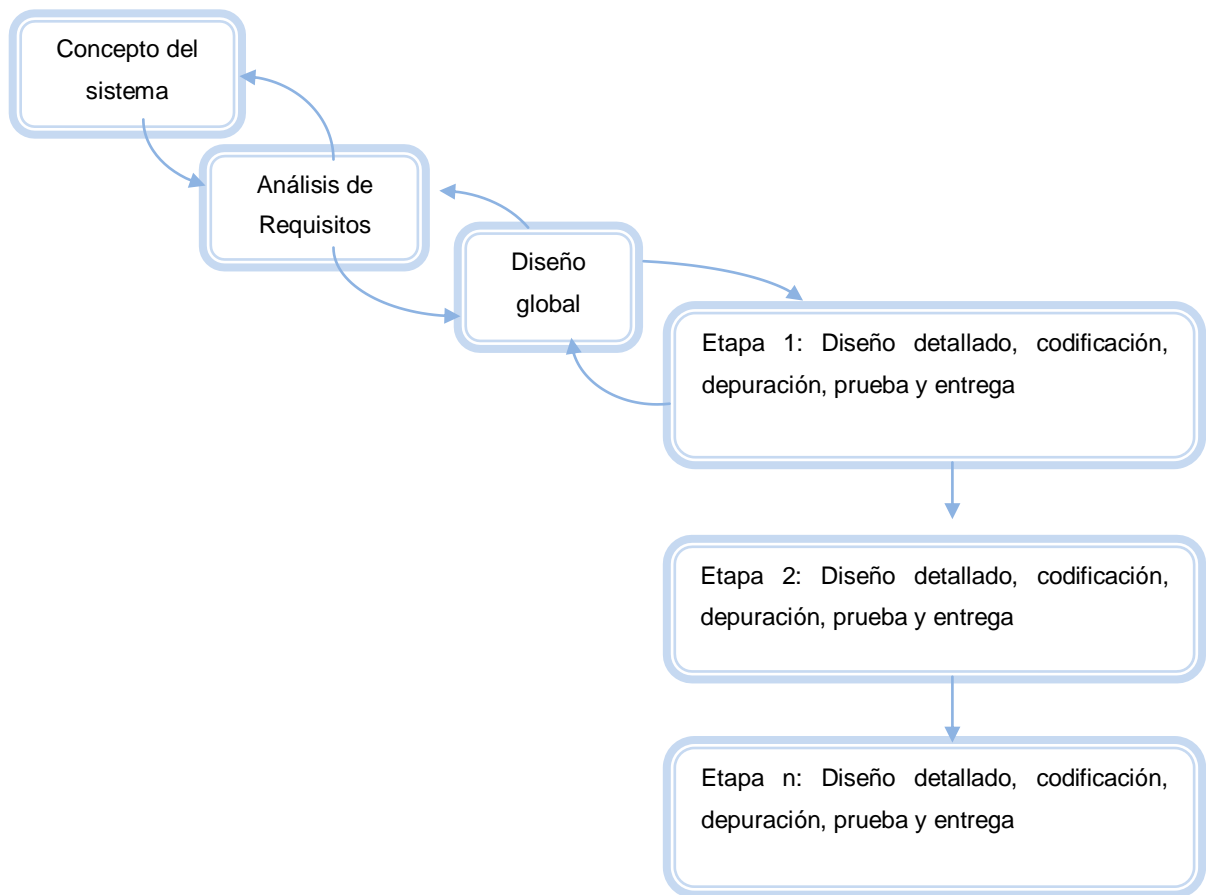 Concepto del
sistema
Análisis de
Requisitos
Diseño
global
Etapa 1: Diseño detallado, codificación,
depuración, prueba y entrega
Etapa 2: Diseño detallado, codificación,
depuración, prueba y entrega
Etapa n: Diseño detallado, codificación,
depuración, prueba y entrega